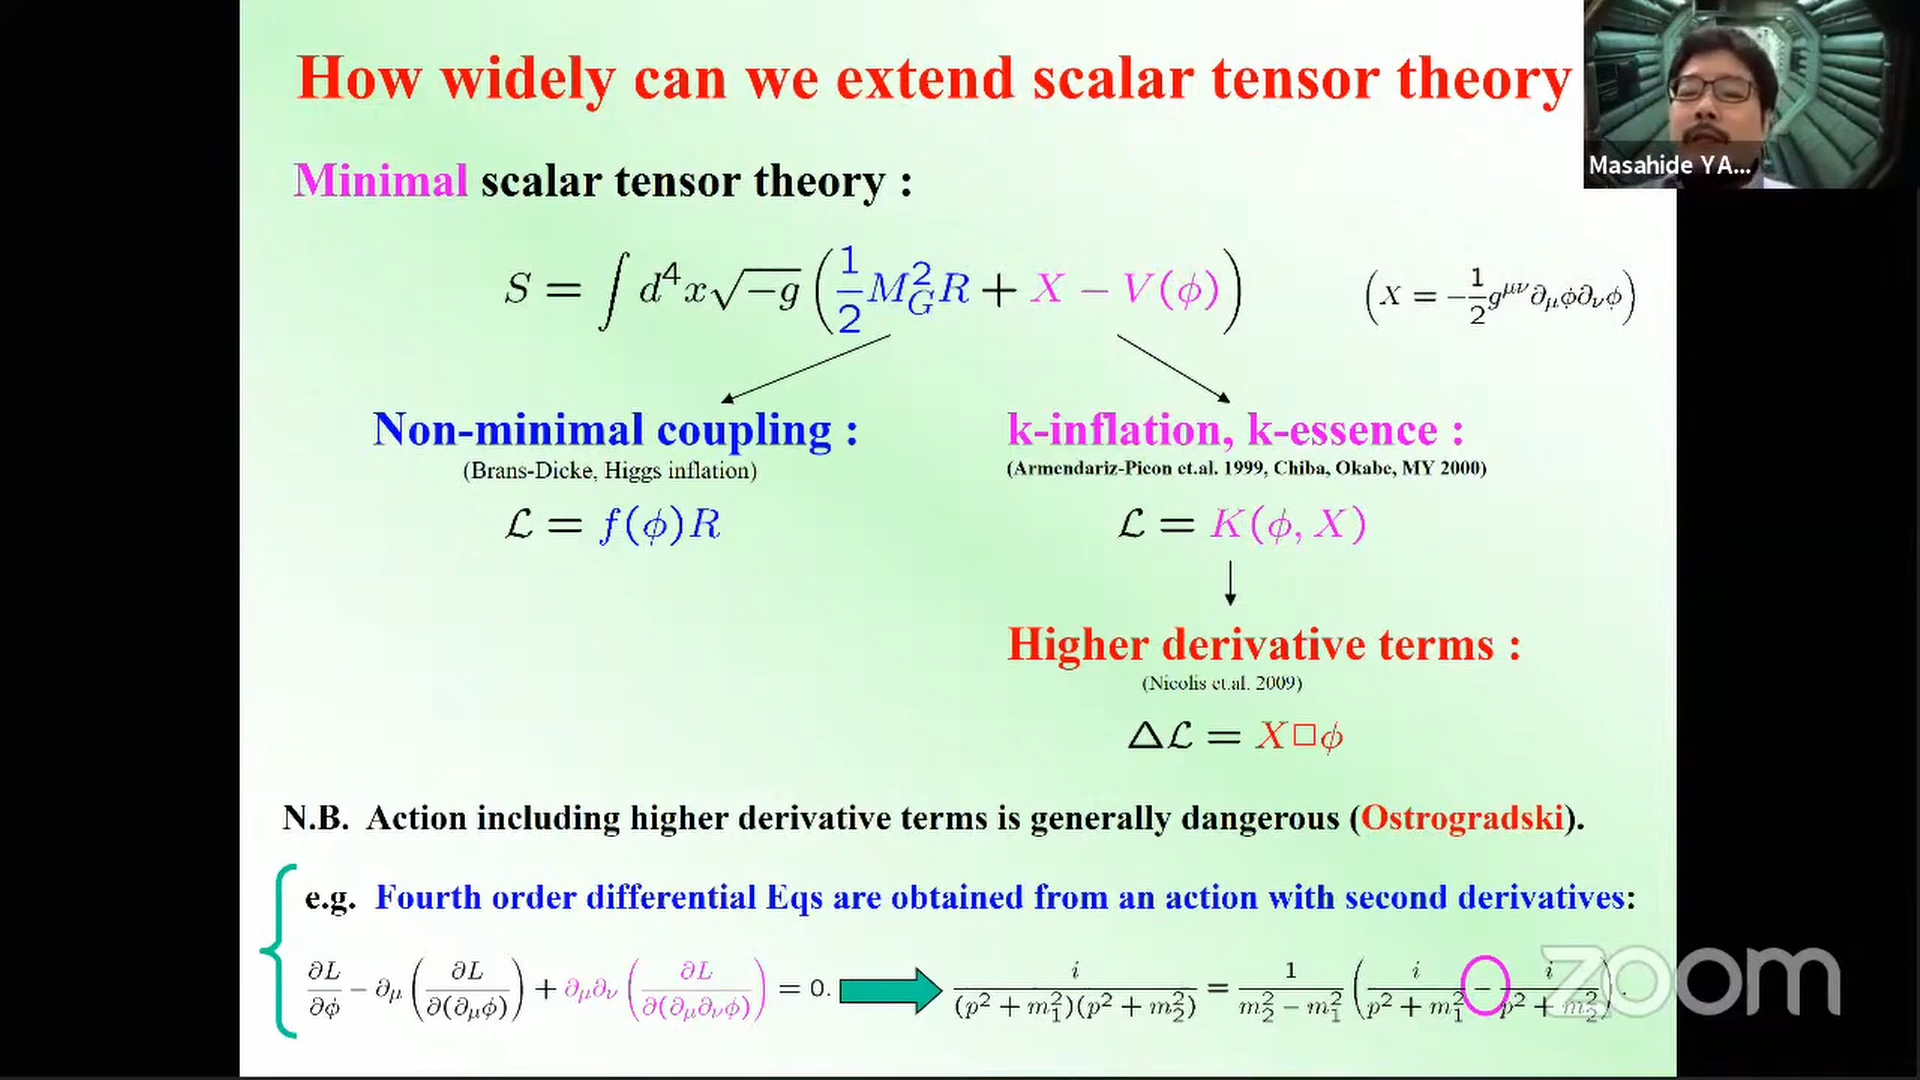 How widely can we extend scalar tensor theory
Masahide YA...
Minimal scalar tensor theory :
S = ∫ d⁴x√−g (½ M_G² R + X − V(ϕ)) (X = −½ g^{μν} ∂_μϕ∂_νϕ)
Non-minimal coupling : k-inflation, k-essence :
(Brans-Dicke, Higgs inflation) (Armendariz-Picon et.al. 1999, Chiba, Okabe, MY 2000)
ℒ = f(ϕ)R ℒ = K(ϕ, X)
Higher derivative terms :
(Nicolis et.al. 2009)
Δℒ = X□ϕ
N.B. Action including higher derivative terms is generally dangerous (Ostrogradski).
e.g. Fourth order differential Eqs are obtained from an action with second derivatives:
∂L/∂ϕ − ∂_μ (∂L/∂(∂_μϕ)) + ∂_μ∂_ν (∂L/∂(∂_μ∂_νϕ)) = 0. i/((p² + m₁²)(p² + m₂²)) = 1/(m₂² − m₁²) (i/(p² + m₁²) − i/(p² + m₂²)).
zoom